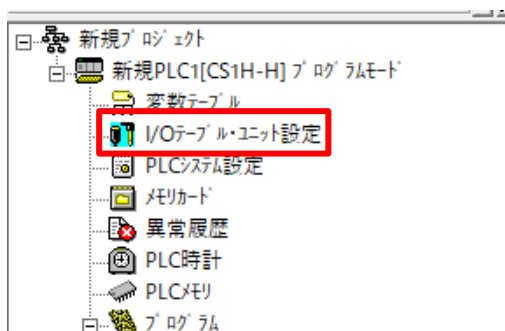 新規ﾌﾟﾛｼﾞｪｸﾄ
新規PLC1[CS1H-H] ﾌﾟﾛｸﾞﾗﾑﾓｰﾄﾞ
変数ﾃｰﾌﾞﾙ
I/Oﾃｰﾌﾞﾙ・ﾕﾆｯﾄ設定
PLCｼｽﾃﾑ設定
ﾒﾓﾘｶｰﾄﾞ
異常履歴
PLC時計
PLCﾒﾓﾘ
ﾌﾟﾛｸﾞﾗﾑ